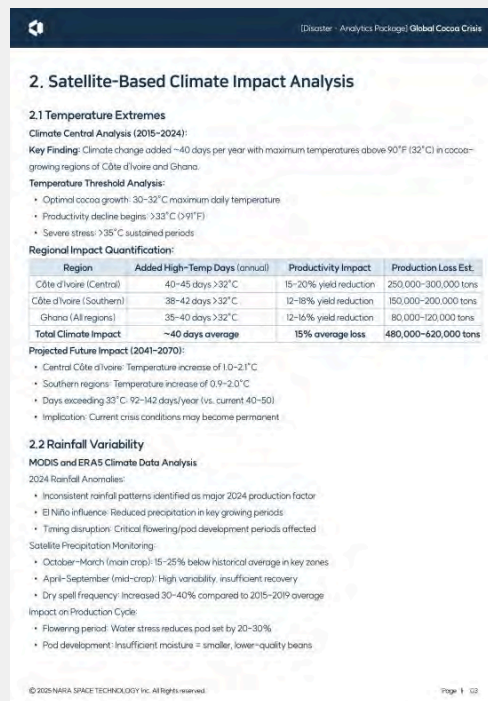 [Disaster - Analytics Package] Global Cocoa Crisis
2. Satellite-Based Climate Impact Analysis
2.1 Temperature Extremes
Climate Central Analysis (2015-2024):
Key Finding: Climate change added ~40 days per year with maximum temperatures above 90°F (32°C) in cocoa-
growing regions of Côte d'Ivoire and Ghana.
Temperature Threshold Analysis:
• Optimal cocoa growth: 30-32°C maximum daily temperature
• Productivity decline begins: >33°C (>91°F)
• Severe stress: >35°C sustained periods
Regional Impact Quantification:
Region Added High-Temp Days (annual) Productivity Impact Production Loss Est.
Côte d'Ivoire (Central) 40-45 days >32°C 15-20% yield reduction 250,000-300,000 tons
Côte d'Ivoire (Southern) 38-42 days >32°C 12-18% yield reduction 150,000-200,000 tons
Ghana (All regions) 35-40 days >32°C 12-16% yield reduction 80,000-120,000 tons
Total Climate Impact ~40 days average 15% average loss 480,000-620,000 tons
Projected Future Impact (2041-2070):
• Central Côte d'Ivoire: Temperature increase of 1.0-2.1°C
• Southern regions: Temperature increase of 0.9-2.0°C
• Days exceeding 33°C: 92-142 days/year (vs. current 40-50)
• Implication: Current crisis conditions may become permanent
2.2 Rainfall Variability
MODIS and ERA5 Climate Data Analysis
2024 Rainfall Anomalies:
• Inconsistent rainfall patterns identified as major 2024 production factor
• El Niño influence: Reduced precipitation in key growing periods
• Timing disruption: Critical flowering/pod development periods affected
Satellite Precipitation Monitoring:
• October-March (main crop): 15-25% below historical average in key zones
• April-September (mid-crop): High variability, insufficient recovery
• Dry spell frequency: Increased 30-40% compared to 2015-2019 average
Impact on Production Cycle:
• Flowering period: Water stress reduces pod set by 20-30%
• Pod development: Insufficient moisture = smaller, lower-quality beans
© 2025 NARA SPACE TECHNOLOGY Inc. All Rights reserved.
Page | 03